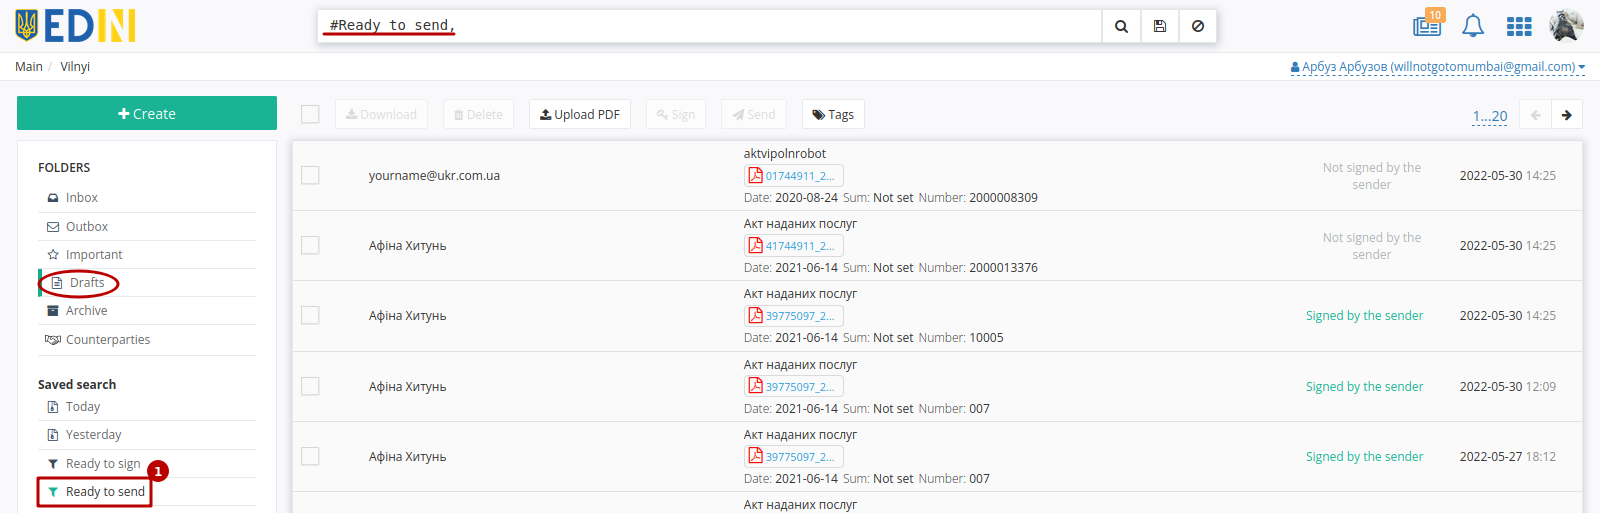 EDIN
#Ready to send,
10
Main / Vilnyi
Арбуз Арбузов (willnotgotomumbai@gmail.com)
Create
Download
Delete
Upload PDF
Sign
Send
Tags
1...20
FOLDERS
Inbox
Outbox
Important
Drafts
Archive
Counterparties
Saved search
Today
Yesterday
Ready to sign
1
Ready to send
aktvipolnrobot
yourname@ukr.com.ua
01744911_2...
Not signed by the
sender
2022-05-30 14:25
Date: 2020-08-24 Sum: Not set Number: 2000008309
Акт наданих послуг
Афіна Хитунь
41744911_2...
Not signed by the
sender
2022-05-30 14:25
Date: 2021-06-14 Sum: Not set Number: 2000013376
Акт наданих послуг
Афіна Хитунь
39775097_2...
Signed by the sender
2022-05-30 14:25
Date: 2021-06-14 Sum: Not set Number: 10005
Акт наданих послуг
Афіна Хитунь
39775097_2...
Signed by the sender
2022-05-30 12:09
Date: 2021-06-14 Sum: Not set Number: 007
Акт наданих послуг
Афіна Хитунь
39775097_2...
Signed by the sender
2022-05-27 18:12
Date: 2021-06-14 Sum: Not set Number: 007
Акт наданих послуг